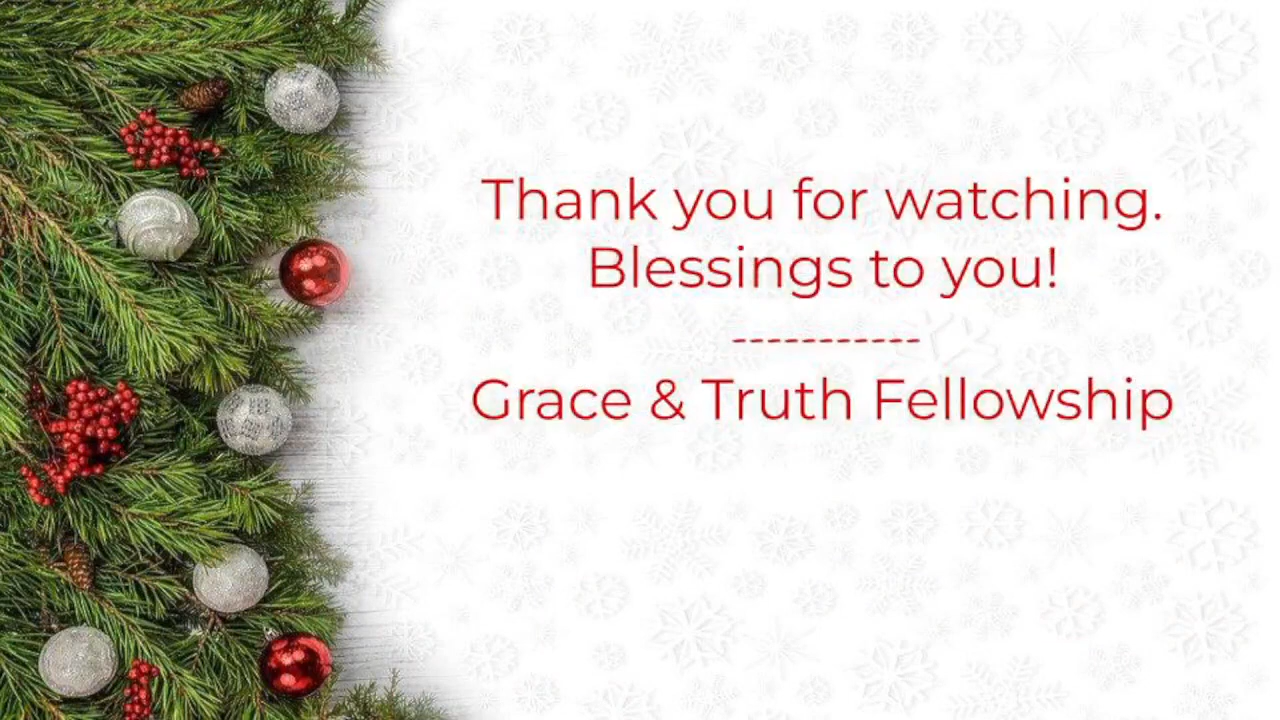 Thank you for watching.
Blessings to you!
-----------
Grace & Truth Fellowship